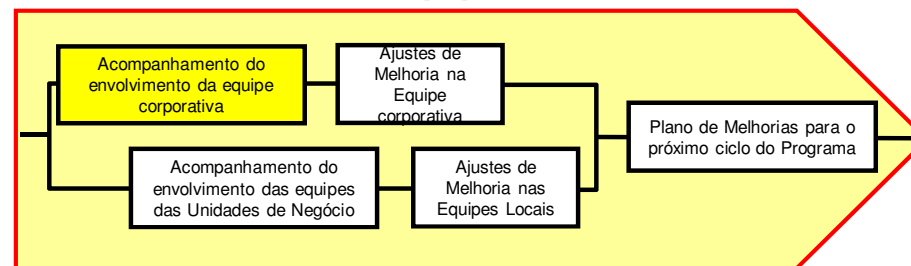 Acompanhamento do
envolvimento da equipe
corporativa
Ajustes de
Melhoria na
Equipe
corporativa
Plano de Melhorias para o
próximo ciclo do Programa
Acompanhamento do
envolvimento das equipes
das Unidades de Negócio
Ajustes de
Melhoria nas
Equipes Locais